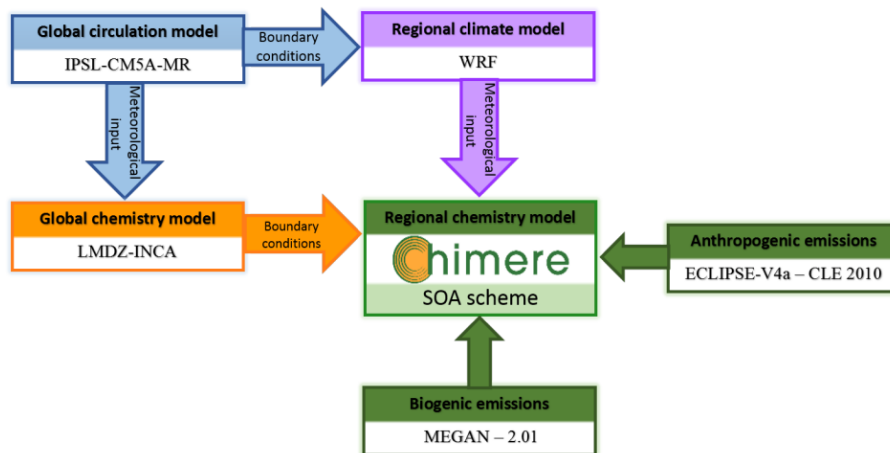 Global circulation model
IPSL-CM5A-MR
Boundary
conditions
Regional climate model
WRF
Meteorological
input
Meteorological
input
Global chemistry model
LMDZ-INCA
Boundary
conditions
Regional chemistry model
Chimere
SOA scheme
Anthropogenic emissions
ECLIPSE-V4a – CLE 2010
Biogenic emissions
MEGAN – 2.01